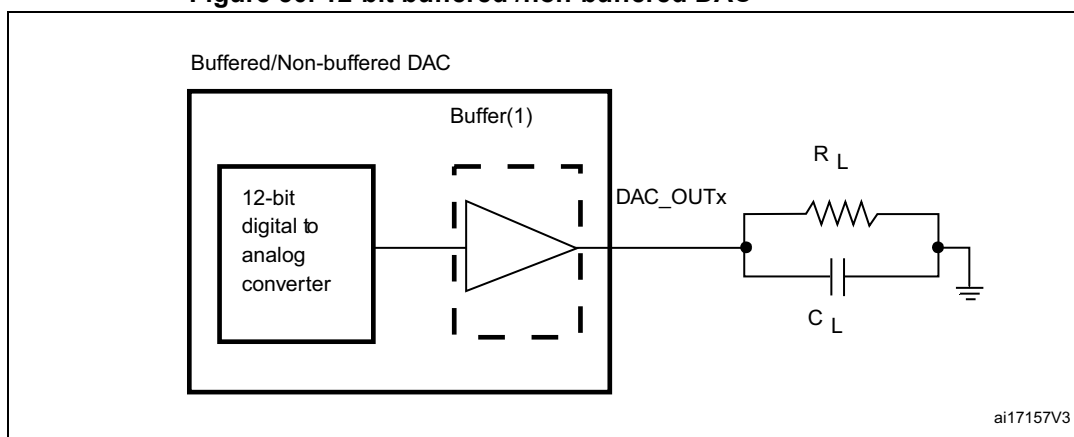 Buffered/Non-buffered DAC
Buffer(1)
12-bit
digital to
analog
converter
DAC_OUTx
R L
C L
ai17157V3